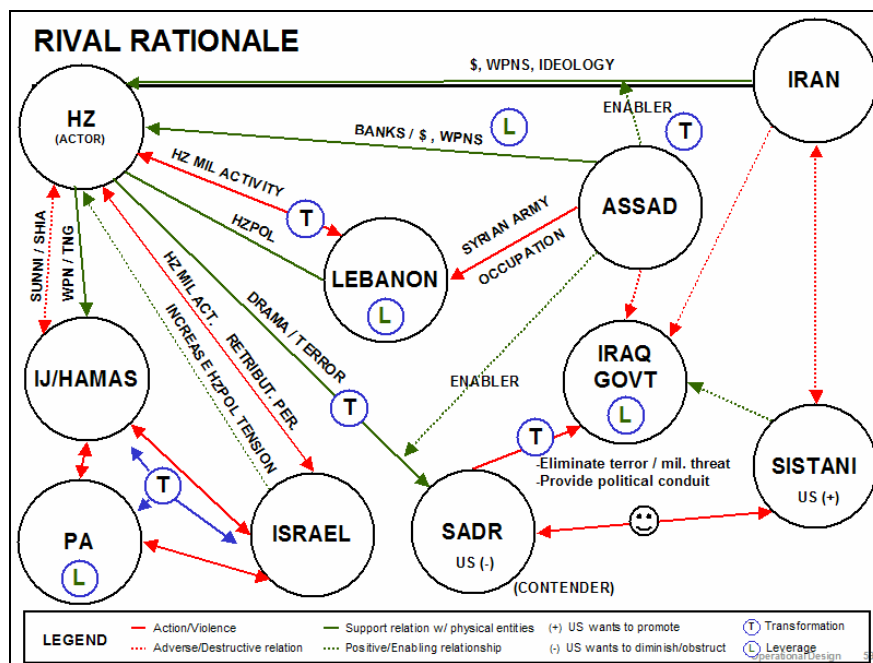 RIVAL RATIONALE
$, WPNS, IDEOLOGY
IRAN
HZ
(ACTOR)
ENABLER
T
BANKS / $ , WPNS
L
HZ MIL ACTIVITY
T
HZPOL
ASSAD
SYRIAN ARMY
OCCUPATION
LEBANON
L
SUNNI / SHIA
WPN / TNG
HZ MIL ACT. RETRIBUT. PER.
INCREASE HZPOL TENSION
DRAMA / TERROR
T
ENABLER
IJ/HAMAS
IRAQ
GOVT
L
T
-Eliminate terror / mil. threat
-Provide political conduit
SISTANI
US (+)
T
PA
L
ISRAEL
SADR
US (-)
(CONTENDER)
LEGEND
Action/Violence
Adverse/Destructive relation
Support relation w/ physical entities
Positive/Enabling relationship
(+) US wants to promote
(-) US wants to diminish/obstruct
T Transformation
L Leverage
Operational Design